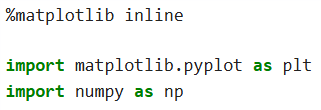 %matplotlib inline
import matplotlib.pyplot as plt
import numpy as np